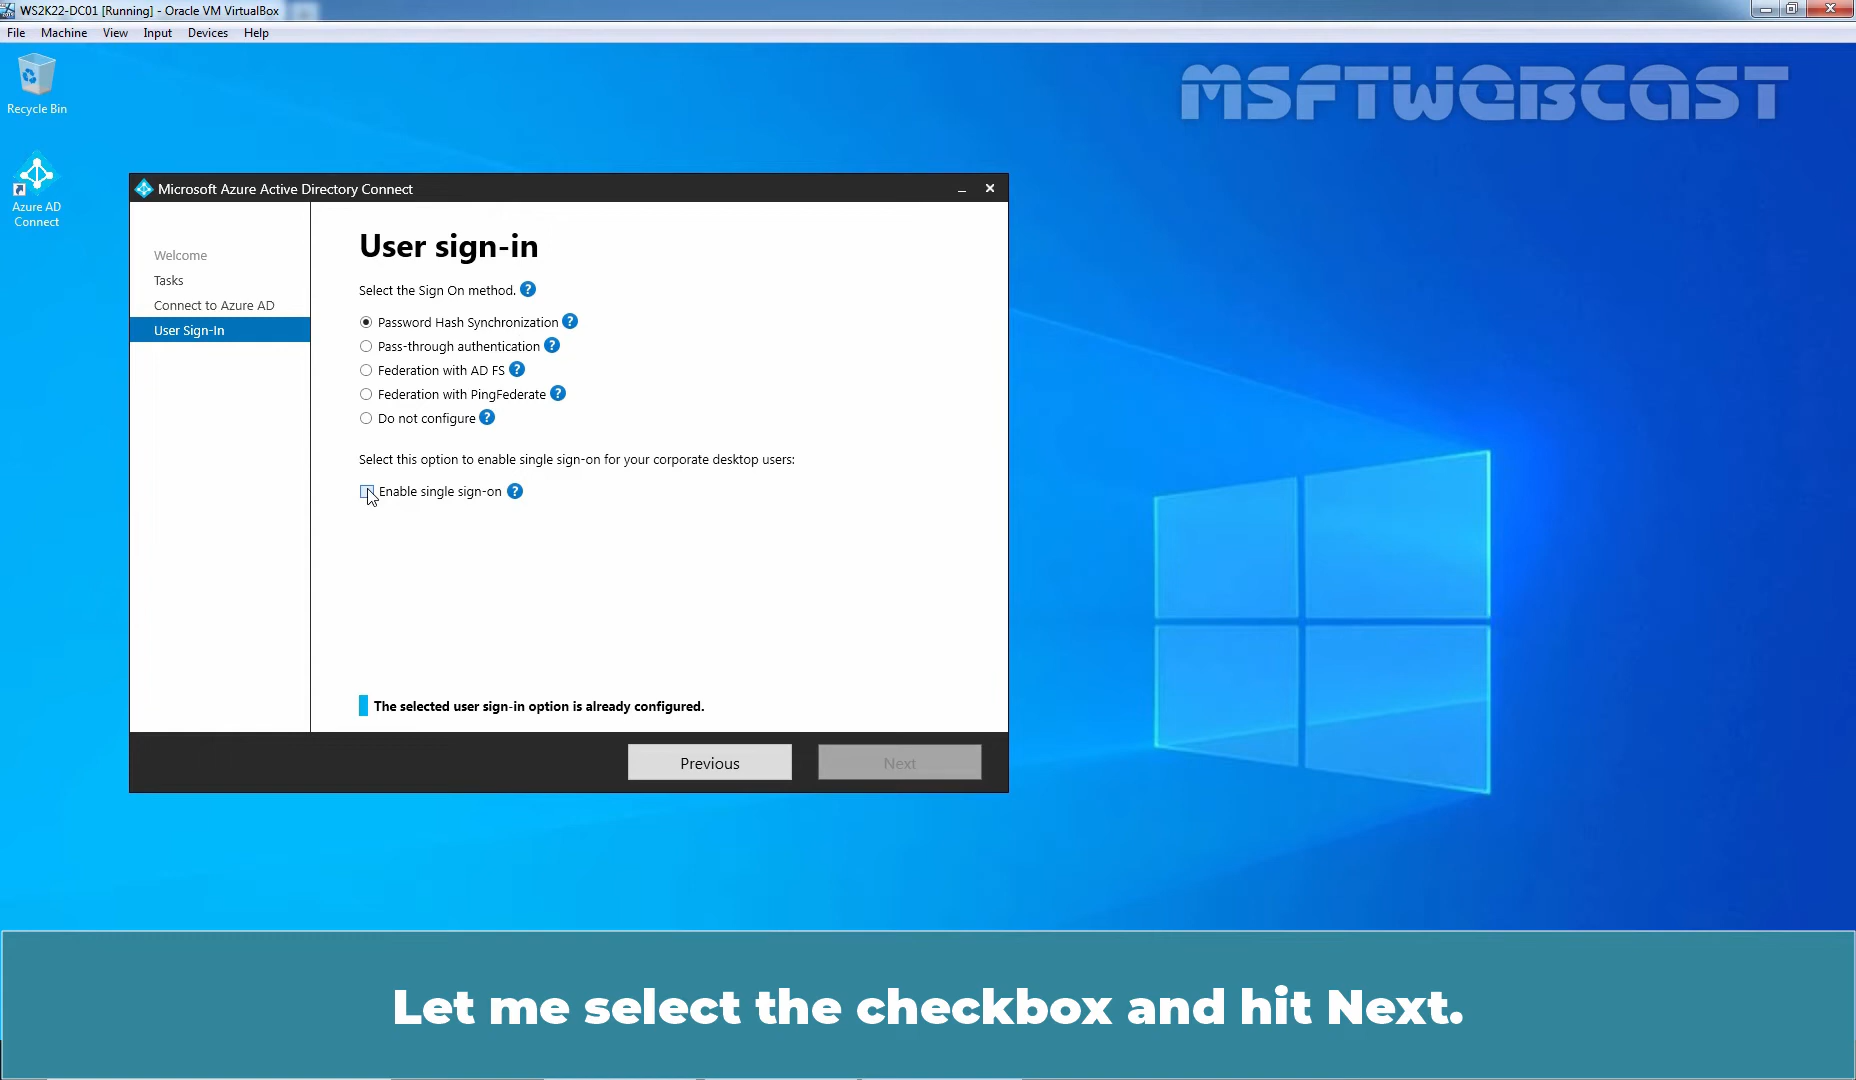 WS2K22-DC01 [Running] - Oracle VM VirtualBox
File Machine View Input Devices Help
MSFTWEBCAST
Recycle Bin
Azure AD
Connect
Microsoft Azure Active Directory Connect
Welcome
Tasks
Connect to Azure AD
User Sign-In
User sign-in
Select the Sign On method. ?
Password Hash Synchronization ?
Pass-through authentication ?
Federation with AD FS ?
Federation with PingFederate ?
Do not configure ?
Select this option to enable single sign-on for your corporate desktop users:
Enable single sign-on ?
The selected user sign-in option is already configured.
Previous
Next
Let me select the checkbox and hit Next.